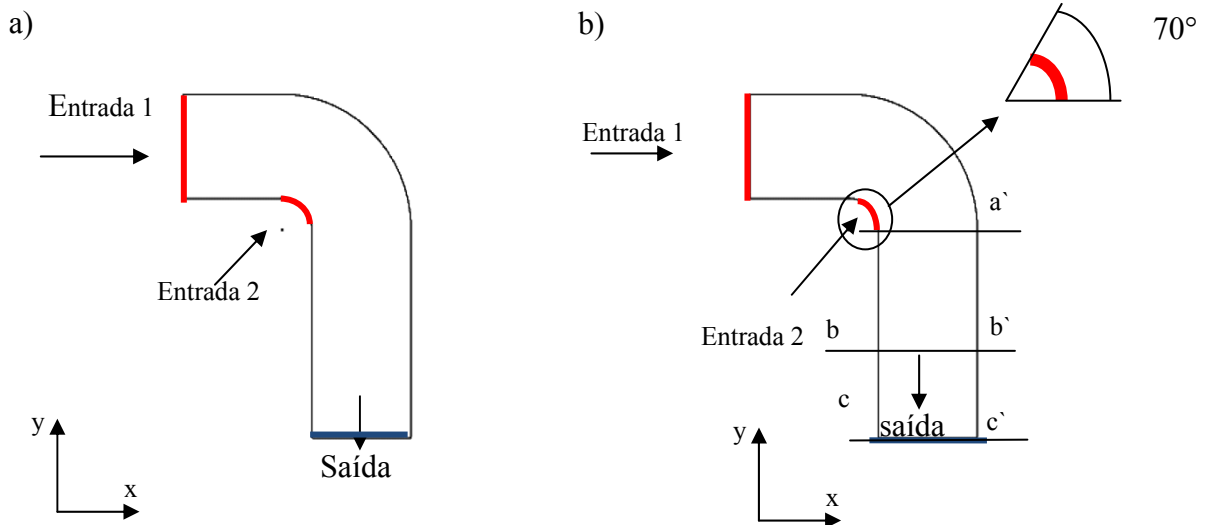 a)
Entrada 1
Entrada 2
Saída
y
x
b)
70°
Entrada 1
a`
Entrada 2
b
b`
c
saída
c`
y
x